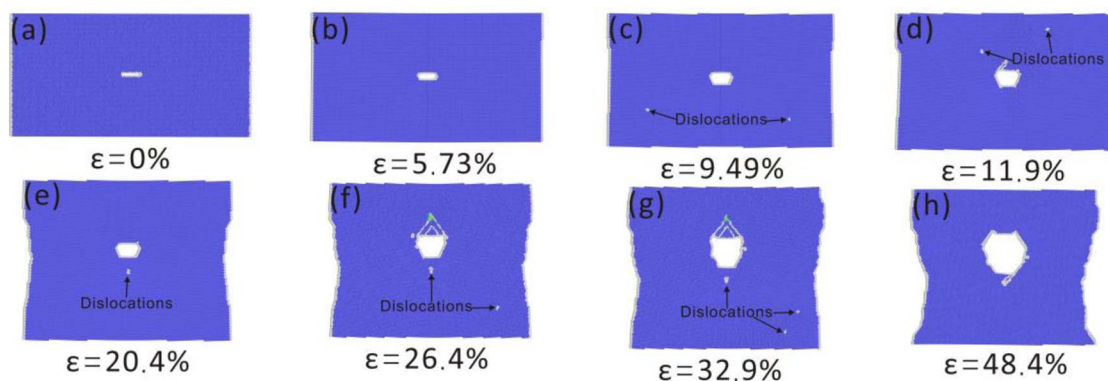 (a)
(b)
(c)
(d)
Dislocations
Dislocations
ε=0%
ε=5.73%
ε=9.49%
ε=11.9%
(e)
(f)
(g)
(h)
Dislocations
Dislocations
Dislocations
ε=20.4%
ε=26.4%
ε=32.9%
ε=48.4%